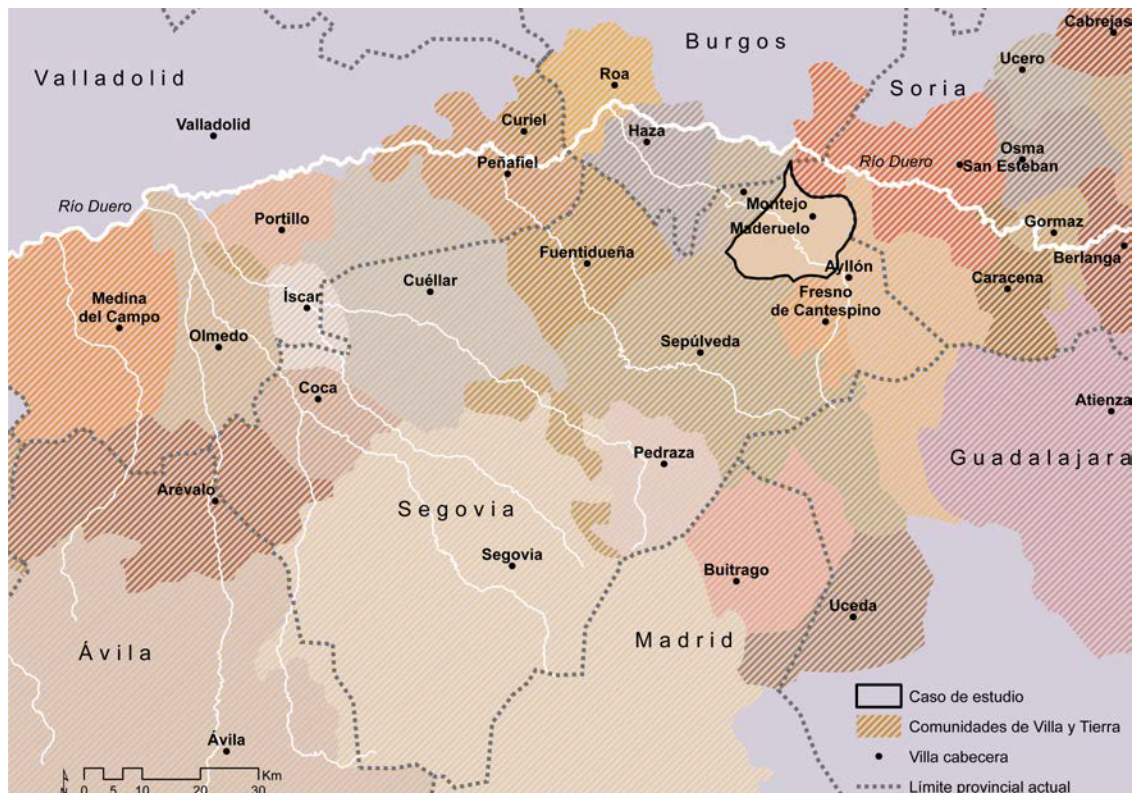 Cabrejas
Burgos
Ucero
Valladolid
Roa
Soria
Valladolid
Curiel
Haza
Osma
Peñafiel
Río Duero
San Esteban
Río Duero
Montejo
Portillo
Maderuelo
Gormaz
Fuentidueña
Berlanga
Ayllón
Cuéllar
Caracena
Medina
del Campo
Íscar
Fresno
de Cantespino
Olmedo
Sepúlveda
Coca
Atienza
Pedraza
Guadalajara
Arévalo
Segovia
Segovia
Buitrago
Uceda
Madrid
Ávila
Caso de estudio
Comunidades de Villa y Tierra
Ávila
Villa cabecera
Km
N
0 5 10 20 30
Límite provincial actual